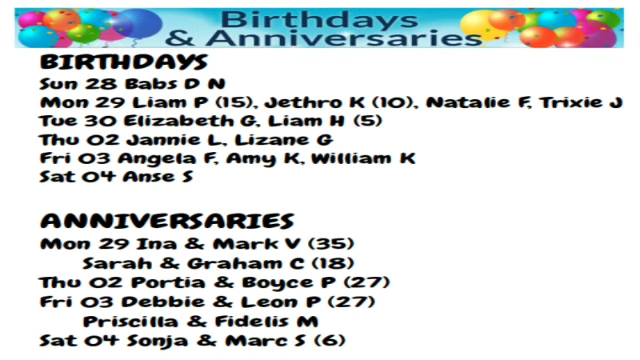 Birthdays
& Anniversaries
BIRTHDAYS
Sun 28 Babs D N
Mon 29 Liam P (15), Jethro K (10), Natalie F, Trixie J
Tue 30 Elizabeth G, Liam H (5)
Thu 02 Jannie L, Lizane G
Fri 03 Angela F, Amy K, William K
Sat 04 Anse S
ANNIVERSARIES
Mon 29 Ina & Mark V (35)
Sarah & Graham C (18)
Thu 02 Portia & Boyce P (27)
Fri 03 Debbie & Leon P (27)
Priscilla & Fidelis M
Sat 04 Sonja & Marc S (6)